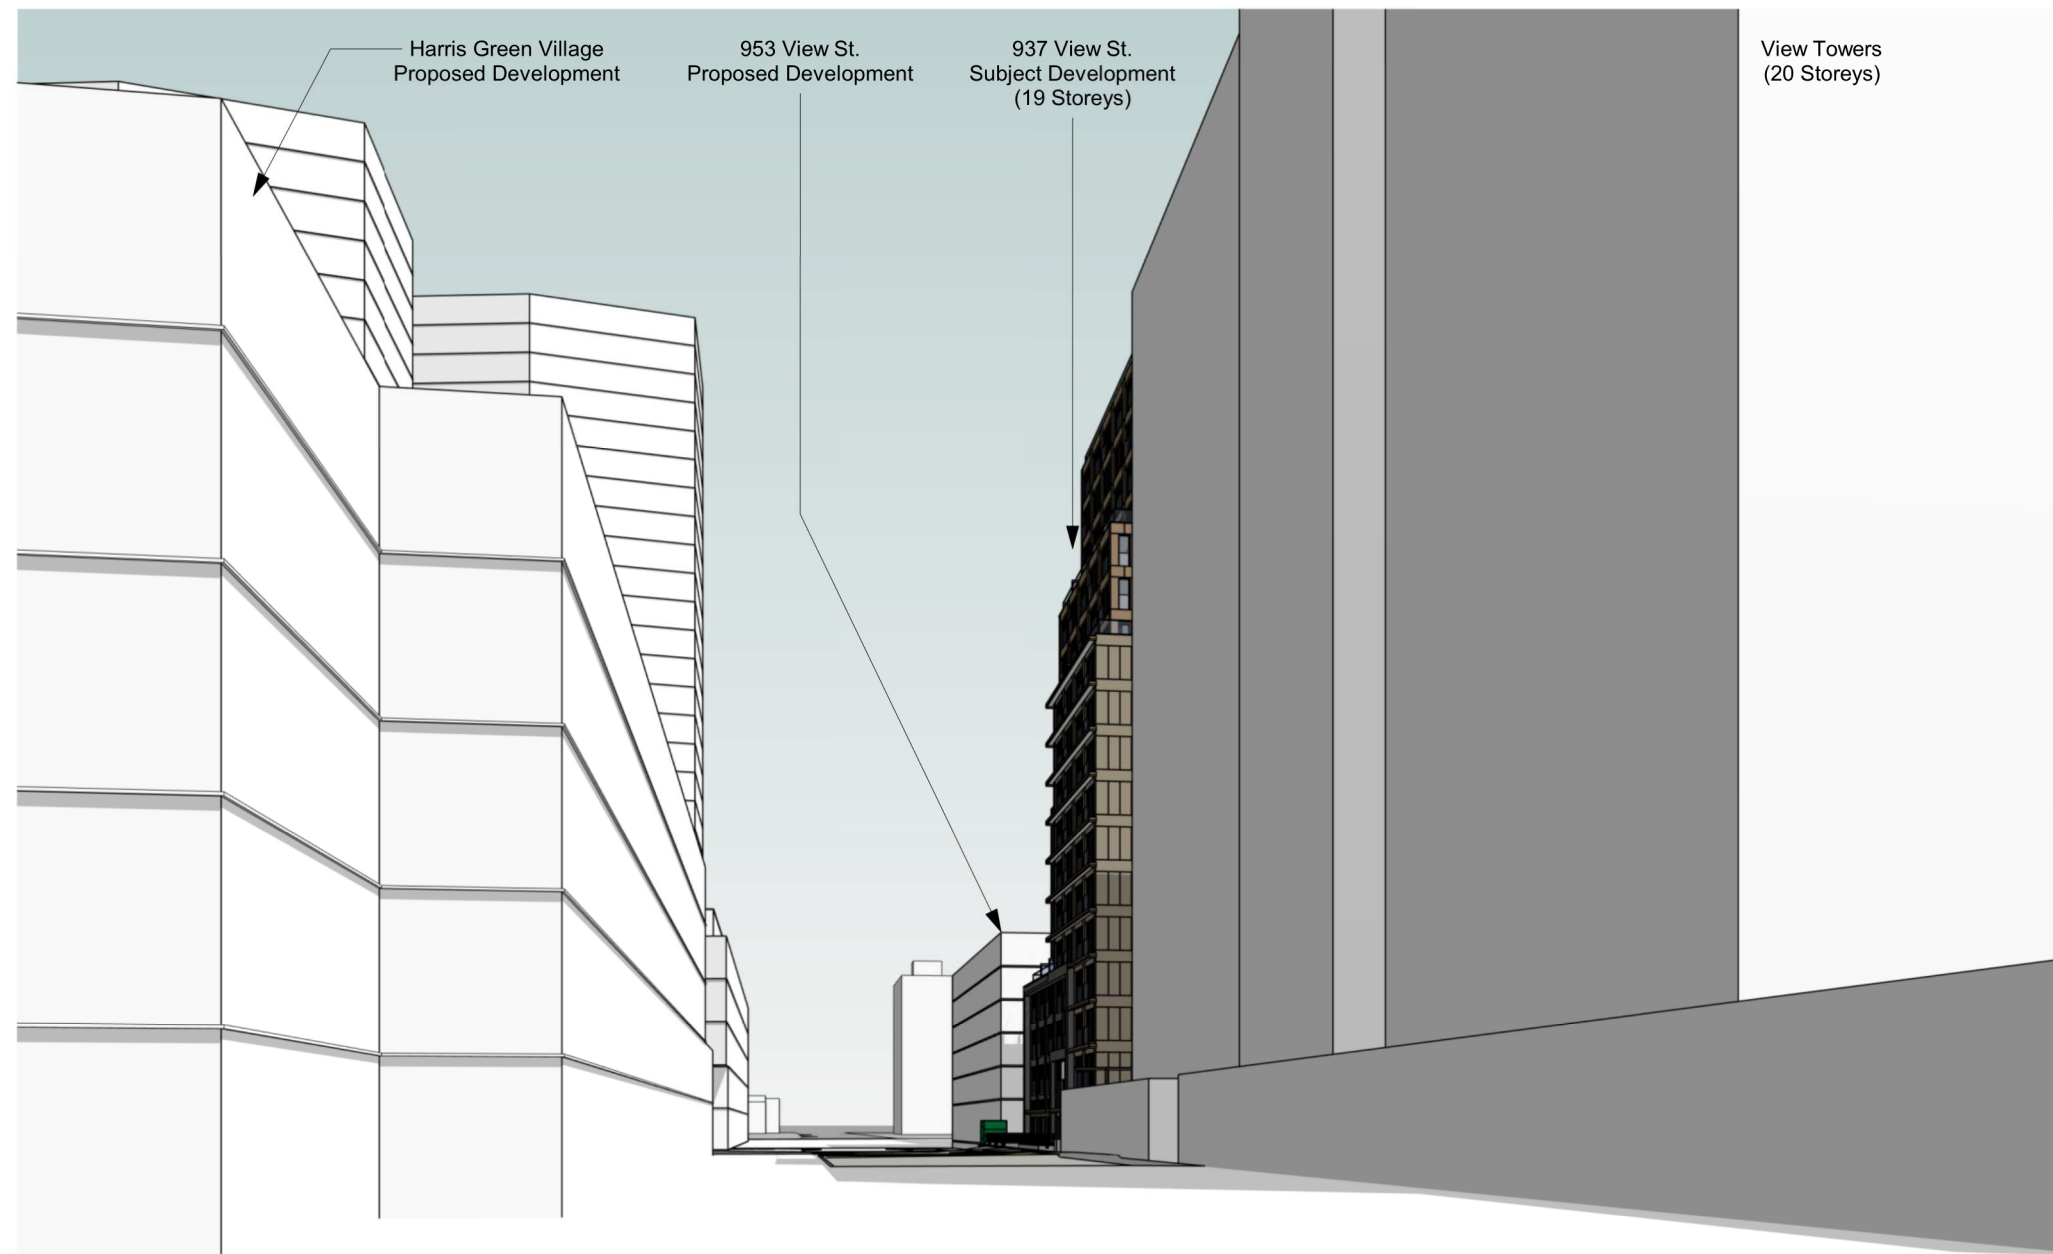 Harris Green Village
Proposed Development
953 View St.
Proposed Development
937 View St.
Subject Development
(19 Storeys)
View Towers
(20 Storeys)